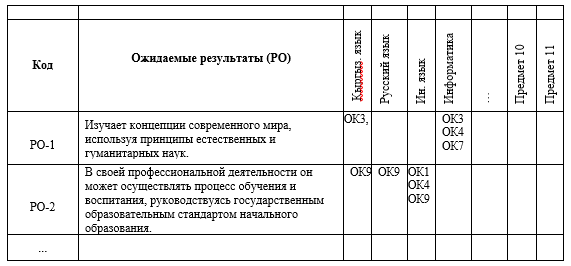 Код
Ожидаемые результаты (РО)
Кыргыз. язык
Русский язык
Ин. язык
Информатика
...
Предмет 10
Предмет 11
РО-1
Изучает концепции современного мира,
используя принципы естественных и
гуманитарных наук.
ОК3,
ОК3
ОК4
ОК7
РО-2
В своей профессиональной деятельности он
может осуществлять процесс обучения и
воспитания, руководствуясь государственным
образовательным стандартом начального
образования.
ОК9
ОК9
ОК1
ОК4
ОК9
...